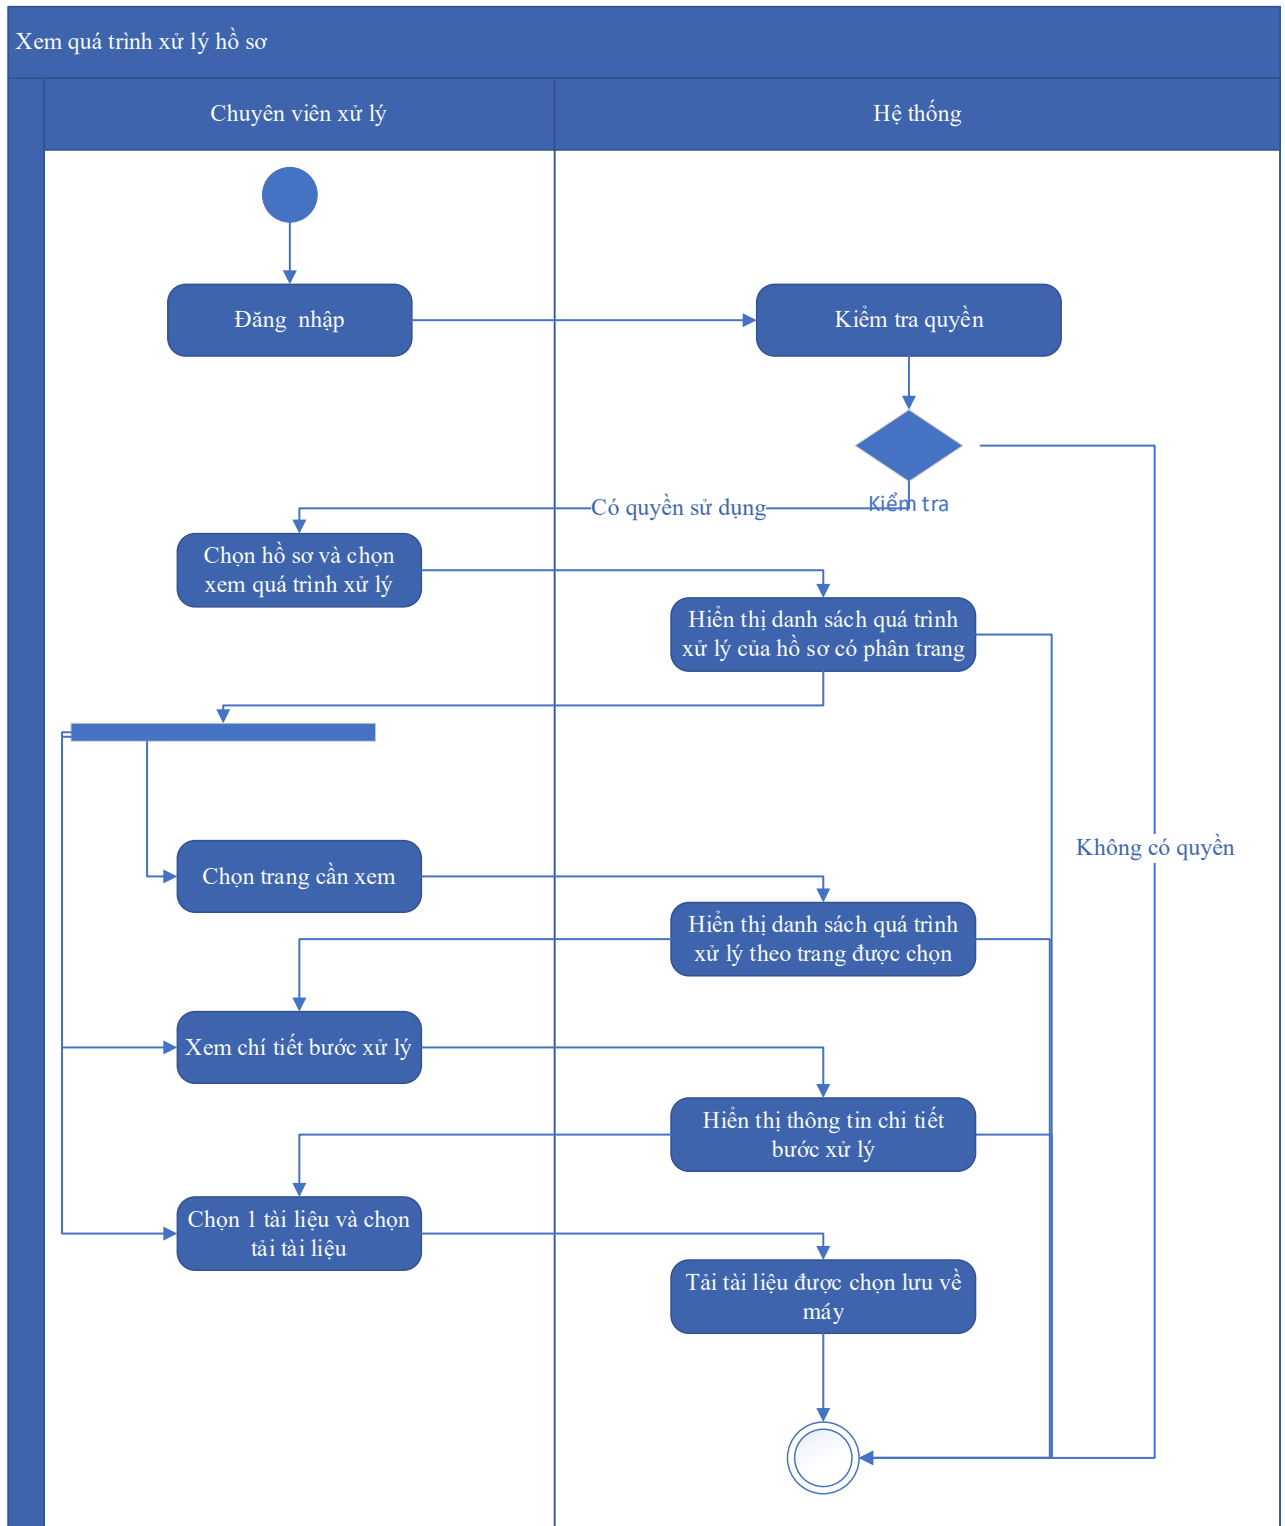 Xem quá trình xử lý hồ sơ
Chuyên viên xử lý
Hệ thống
Đăng nhập
Kiểm tra quyền
Kiểm tra
Có quyền sử dụng
Chọn hồ sơ và chọn
xem quá trình xử lý
Hiển thị danh sách quá trình
xử lý của hồ sơ có phân trang
Không có quyền
Chọn trang cần xem
Hiển thị danh sách quá trình
xử lý theo trang được chọn
Xem chí tiết bước xử lý
Hiển thị thông tin chi tiết
bước xử lý
Chọn 1 tài liệu và chọn
tải tài liệu
Tải tài liệu được chọn lưu về
máy